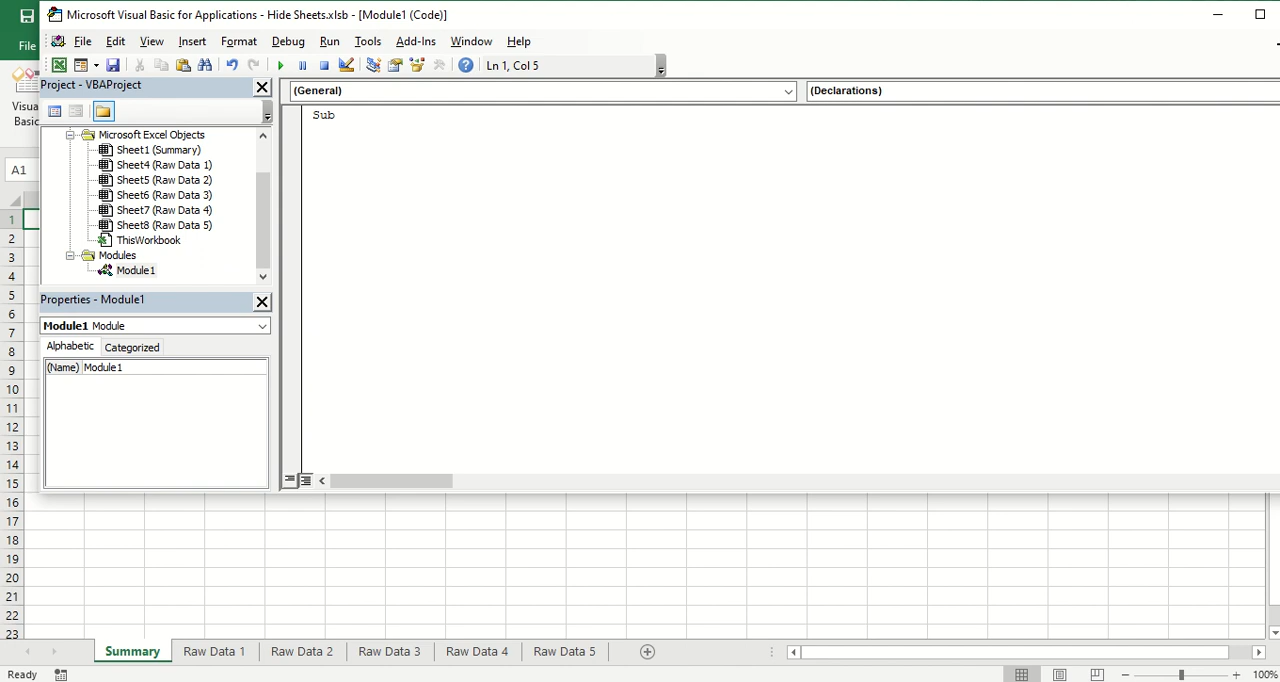 Microsoft Visual Basic for Applications - Hide Sheets.xlsb - [Module1 (Code)]
File
File Edit View Insert Format Debug Run Tools Add-Ins Window Help
Ln 1, Col 5
Project - VBAProject
Visua
Basic
(General)
(Declarations)
Sub
Microsoft Excel Objects
Sheet1 (Summary)
Sheet4 (Raw Data 1)
Sheet5 (Raw Data 2)
Sheet6 (Raw Data 3)
Sheet7 (Raw Data 4)
Sheet8 (Raw Data 5)
ThisWorkbook
Modules
Module1
Properties - Module1
Module1 Module
Alphabetic Categorized
(Name) Module1
A1
1
2
3
4
5
6
7
8
9
10
11
12
13
14
15
16
17
18
19
20
21
22
23
Summary Raw Data 1 Raw Data 2 Raw Data 3 Raw Data 4 Raw Data 5
Ready
100%